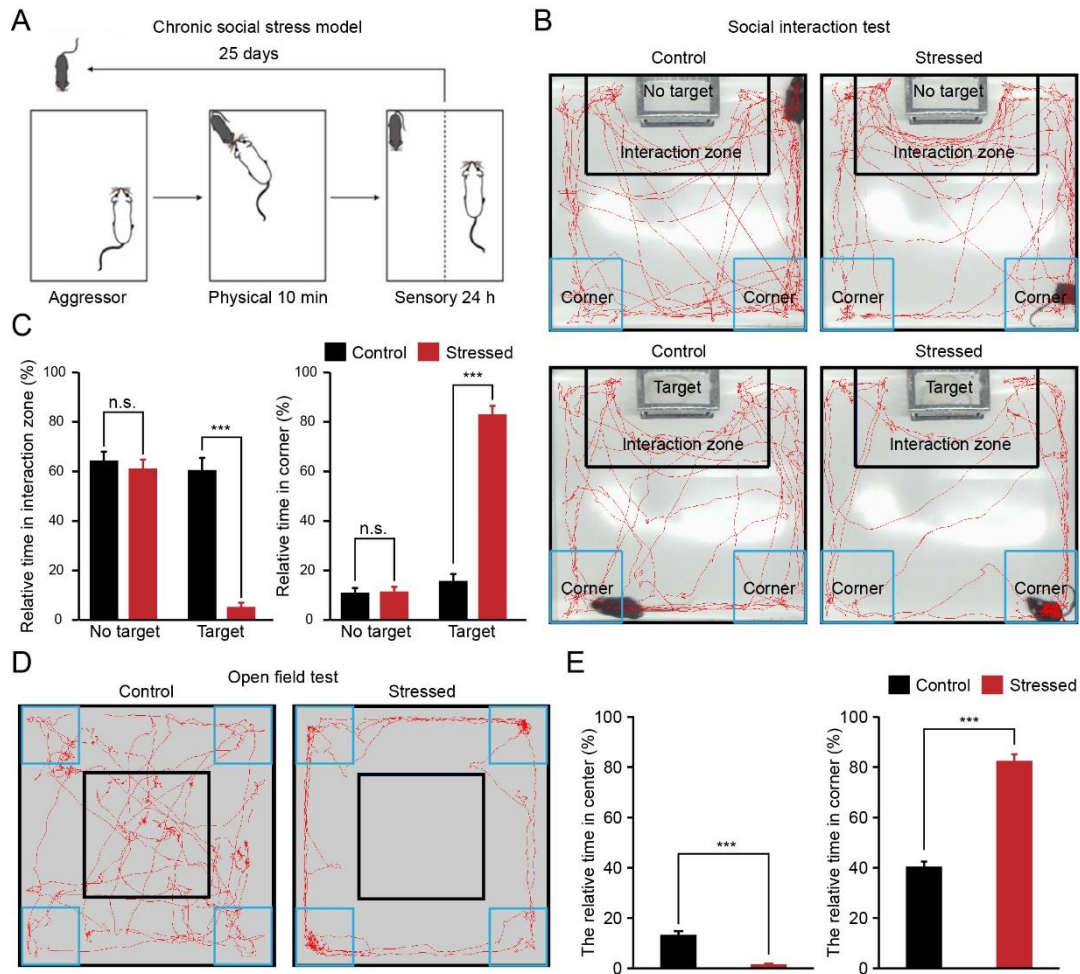 A
Chronic social stress model
25 days
Aggressor
Physical 10 min
Sensory 24 h
B
Social interaction test
Control
Stressed
No target
No target
Interaction zone
Interaction zone
Corner
Corner
Corner
Corner
Control
Stressed
Target
Target
Interaction zone
Interaction zone
Corner
Corner
Corner
Corner
C
Control
Stressed
Relative time in interaction zone (%)
100
80
60
40
20
0
n.s.
***
No target
Target
Relative time in corner (%)
100
80
60
40
20
0
n.s.
***
No target
Target
D
Open field test
Control
Stressed
E
Control
Stressed
The relative time in center (%)
100
80
60
40
20
0
***
The relative time in corner (%)
100
80
60
40
20
0
***